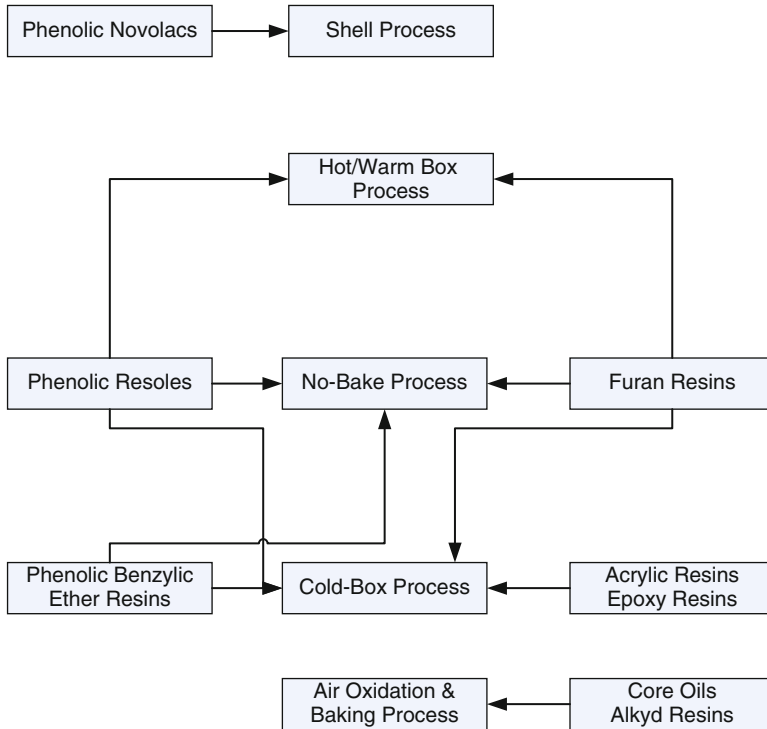 Phenolic Novolacs
Shell Process
Hot/Warm Box
Process
Phenolic Resoles
No-Bake Process
Furan Resins
Phenolic Benzylic
Ether Resins
Cold-Box Process
Acrylic Resins
Epoxy Resins
Air Oxidation &
Baking Process
Core Oils
Alkyd Resins